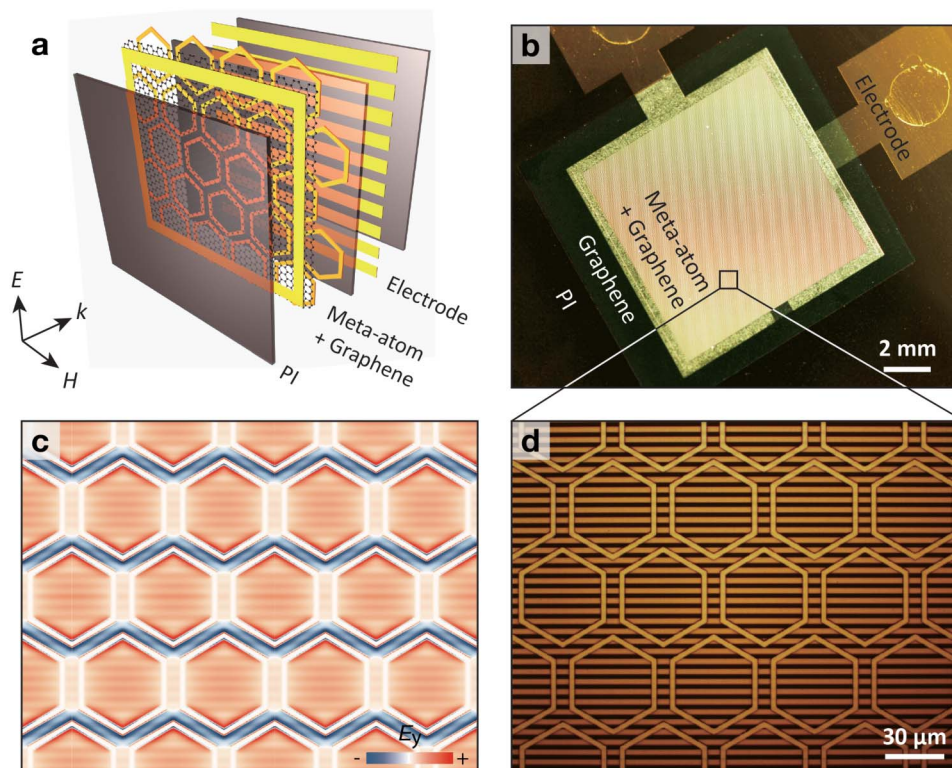 a
E
k
H
PI
Meta-atom
+ Graphene
Electrode
b
Electrode
Meta-atom
+ Graphene
Graphene
PI
2 mm
c
Ey
- +
d
30 μm